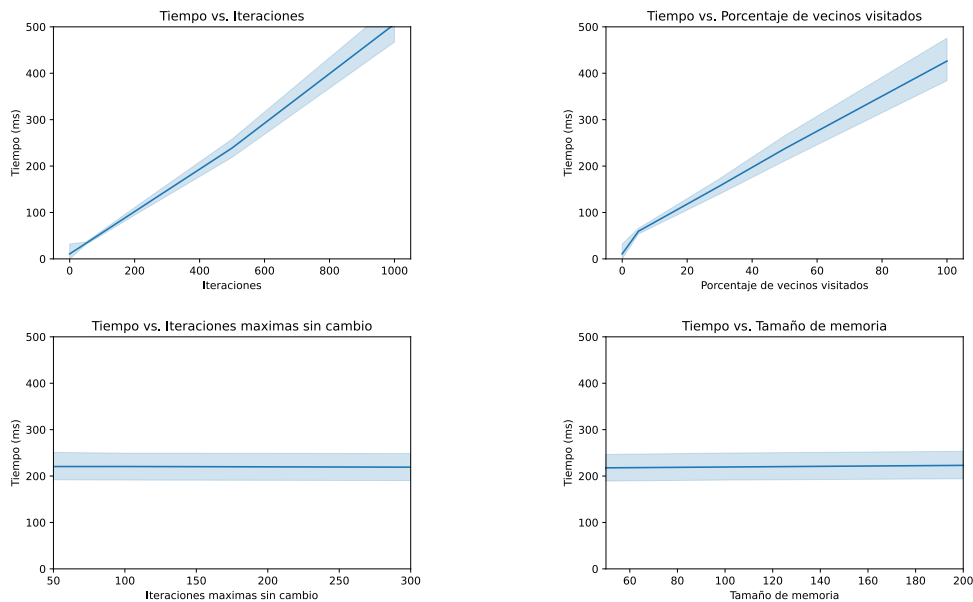 Tiempo vs. Iteraciones
500
400
300
200
100
0
Tiempo (ms)
0 200 400 600 800 1000
Iteraciones
Tiempo vs. Porcentaje de vecinos visitados
500
400
300
200
100
0
Tiempo (ms)
0 20 40 60 80 100
Porcentaje de vecinos visitados
Tiempo vs. Iteraciones maximas sin cambio
500
400
300
200
100
0
Tiempo (ms)
50 100 150 200 250 300
Iteraciones maximas sin cambio
Tiempo vs. Tamaño de memoria
500
400
300
200
100
0
Tiempo (ms)
60 80 100 120 140 160 180 200
Tamaño de memoria